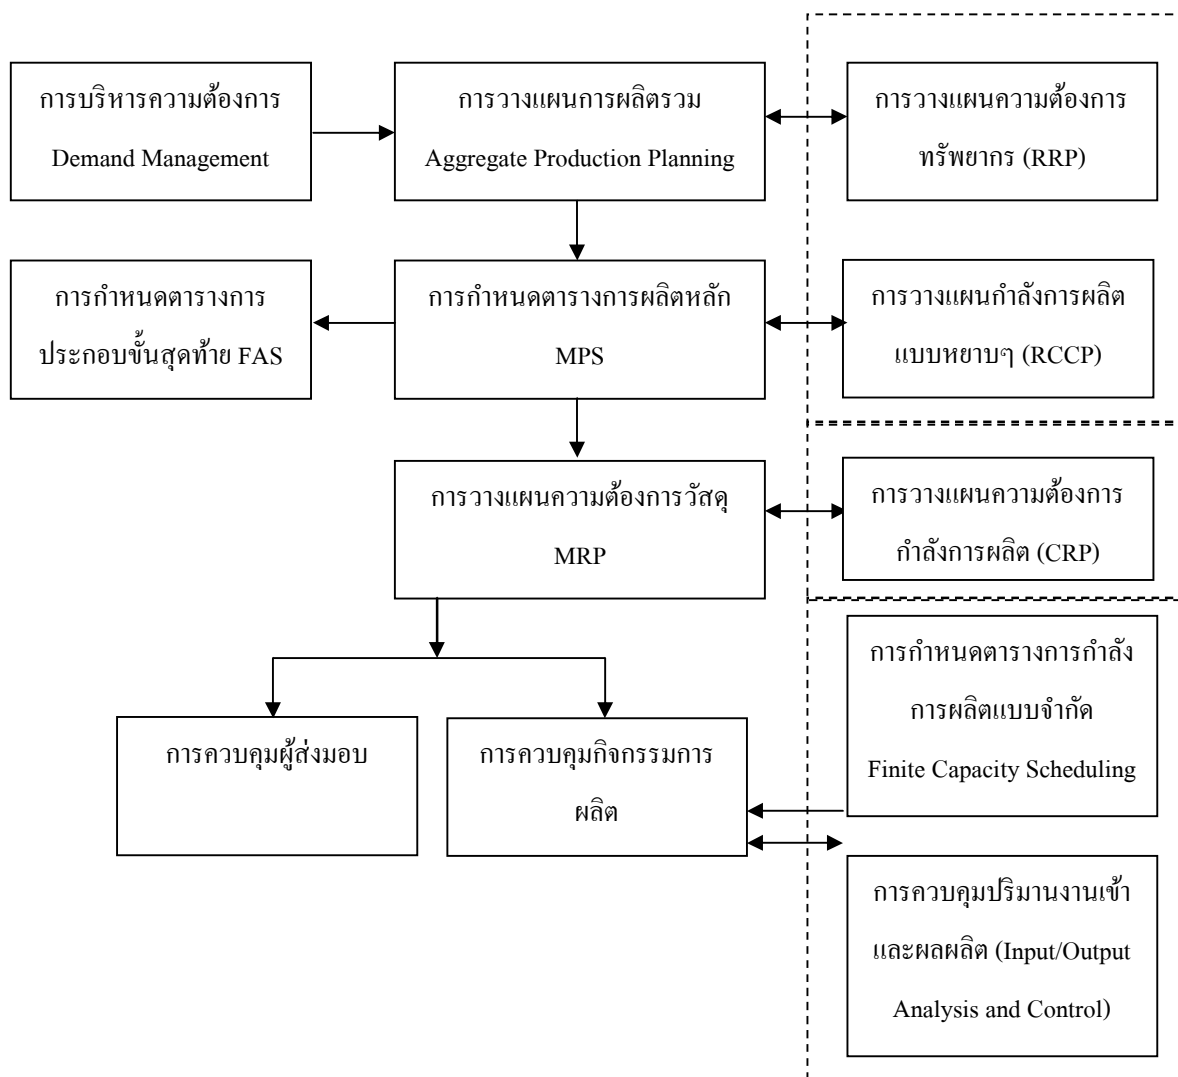 การบริหารความต้องการ
Demand Management
การวางแผนการผลิตรวม
Aggregate Production Planning
การวางแผนความต้องการ
ทรัพยากร (RRP)
การกำหนดตารางการ
ประกอบขั้นสุดท้าย FAS
การกำหนดตารางการผลิตหลัก
MPS
การวางแผนกำลังการผลิต
แบบหยาบๆ (RCCP)
การวางแผนความต้องการวัสดุ
MRP
การวางแผนความต้องการ
กำลังการผลิต (CRP)
การควบคุมผู้ส่งมอบ
การควบคุมกิจกรรมการ
ผลิต
การกำหนดตารางการกำลัง
การผลิตแบบจำกัด
Finite Capacity Scheduling
การควบคุมปริมานงานเข้า
และผลผลิต (Input/Output
Analysis and Control)